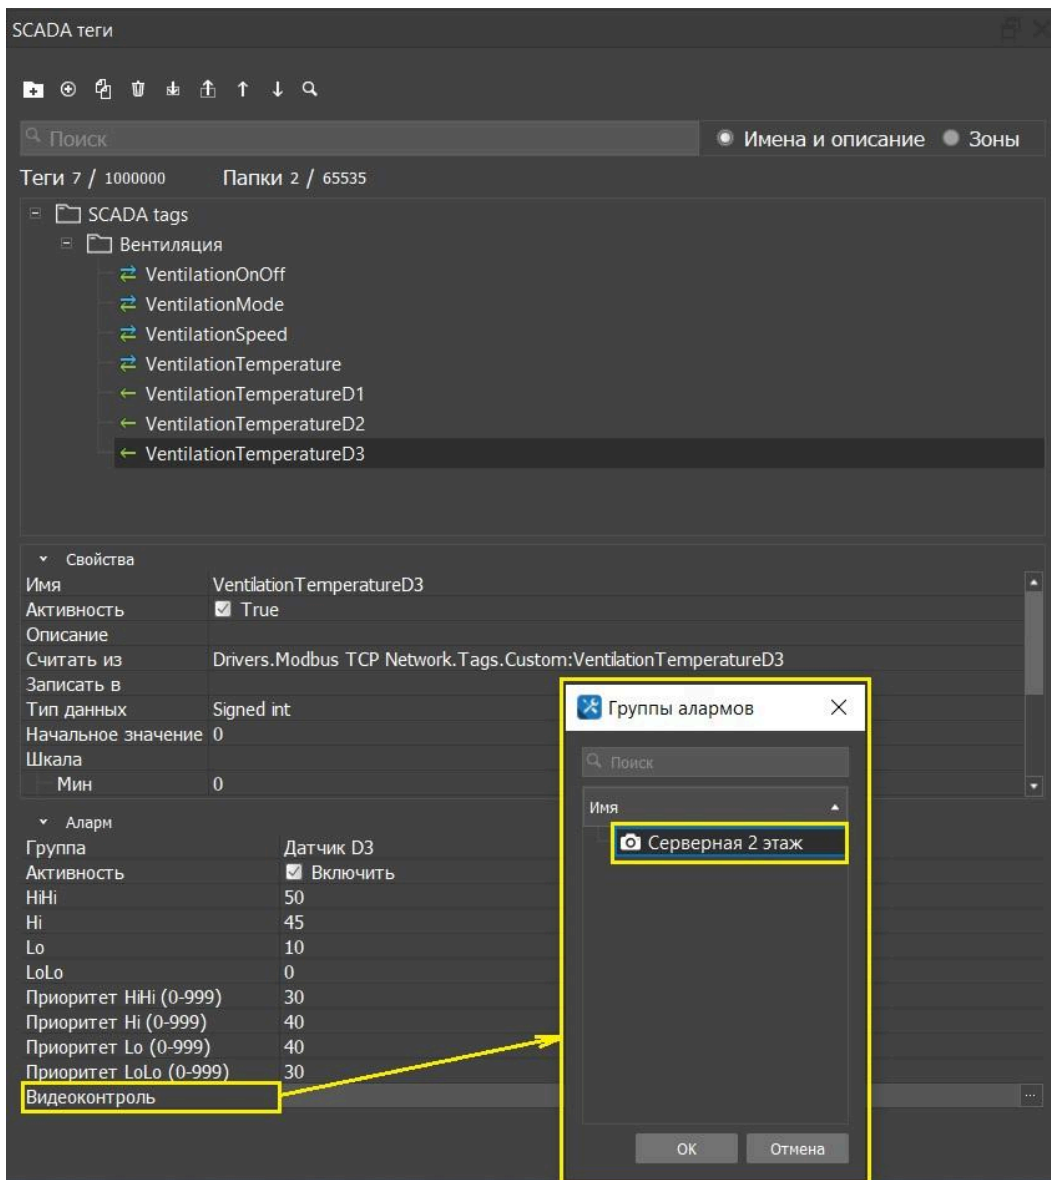 SCADA теги
Поиск
Имена и описание Зоны
Теги 7 / 1000000 Папки 2 / 65535
SCADA tags
Вентиляция
VentilationOnOff
VentilationMode
VentilationSpeed
VentilationTemperature
VentilationTemperatureD1
VentilationTemperatureD2
VentilationTemperatureD3
Свойства
Имя VentilationTemperatureD3
Активность True
Описание
Считать из Drivers.Modbus TCP Network.Tags.Custom:VentilationTemperatureD3
Записать в
Тип данных Signed int
Начальное значение 0
Шкала
Мин 0
Аларм
Группа Датчик D3
Активность Включить
HiHi 50
Hi 45
Lo 10
LoLo 0
Приоритет HiHi (0-999) 30
Приоритет Hi (0-999) 40
Приоритет Lo (0-999) 40
Приоритет LoLo (0-999) 30
Видеоконтроль ...
Группы алармов
Поиск
Имя
Серверная 2 этаж
OK Отмена